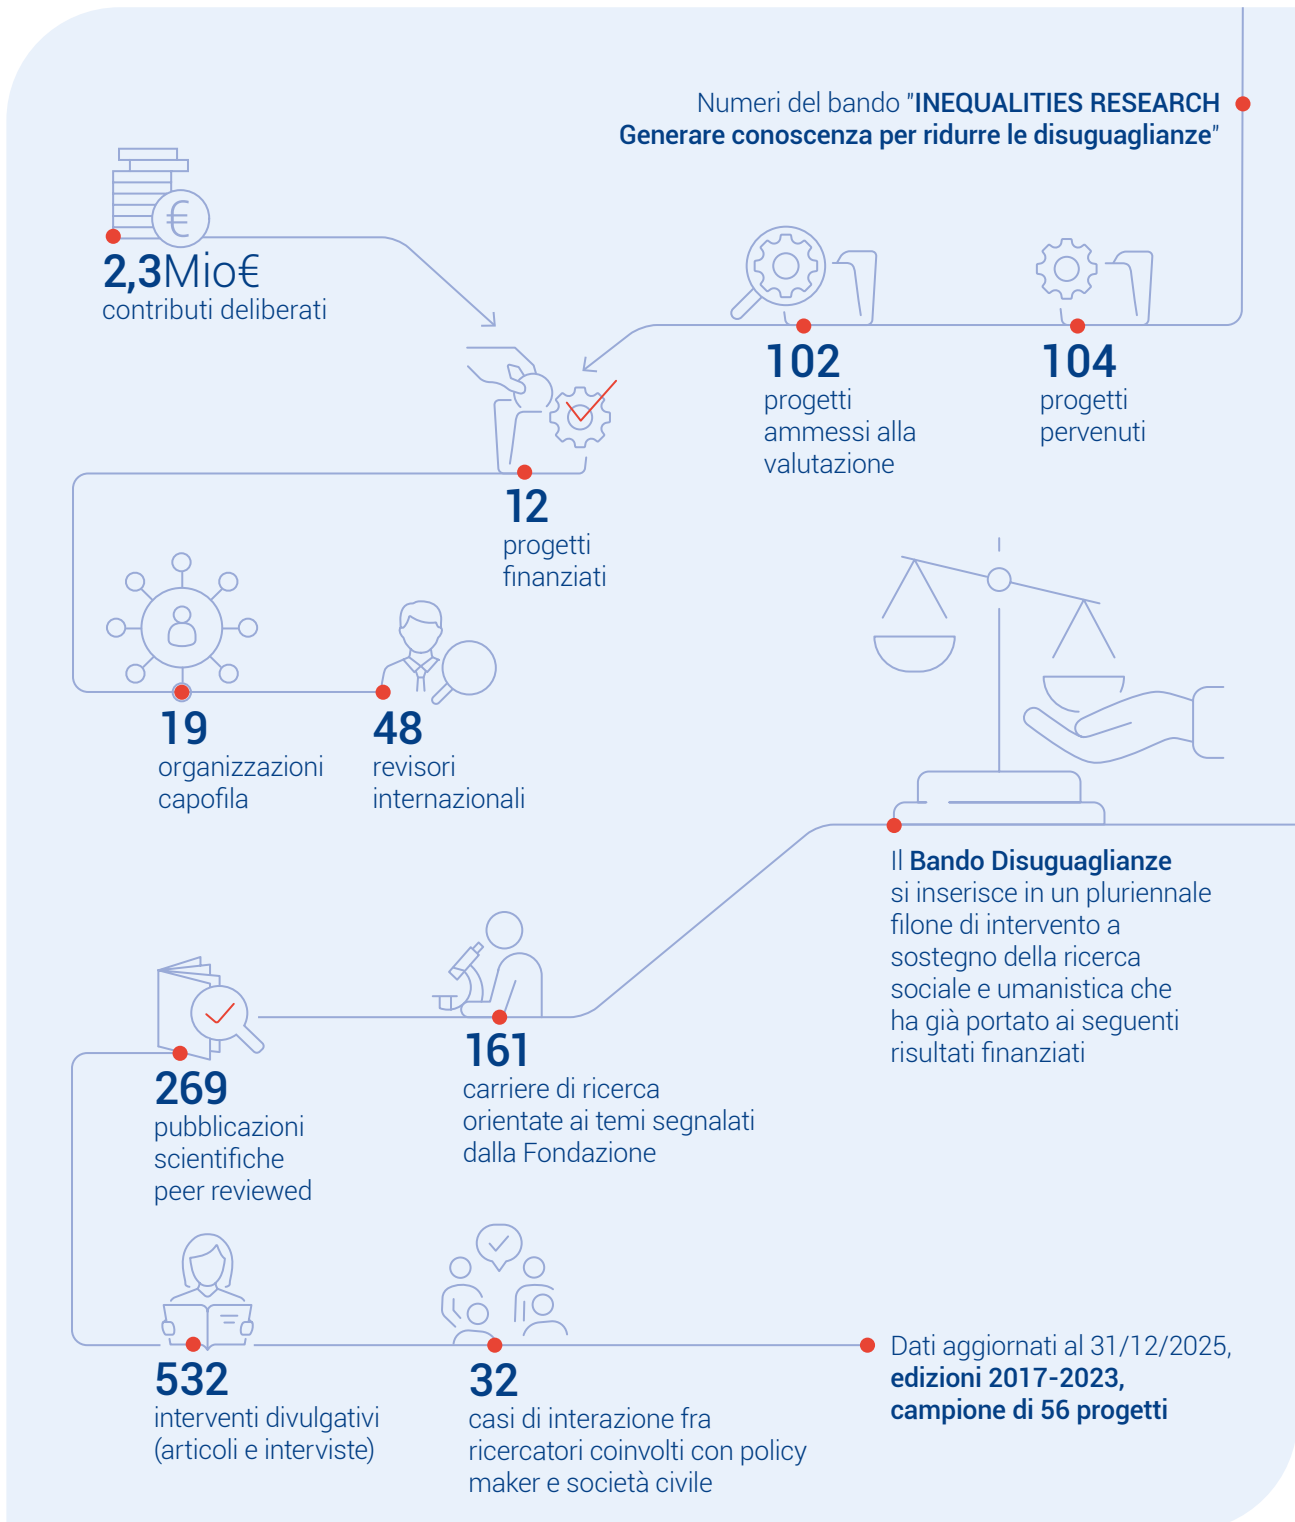 Numeri del bando "INEQUALITIES RESEARCH
Generare conoscenza per ridurre le disuguaglianze"
2,3Mio€
contributi deliberati
104
progetti
pervenuti
102
progetti
ammessi alla
valutazione
12
progetti
finanziati
19
organizzazioni
capofila
48
revisori
internazionali
Il Bando Disuguaglianze
si inserisce in un pluriennale
filone di intervento a
sostegno della ricerca
sociale e umanistica che
ha già portato ai seguenti
risultati finanziati
161
carriere di ricerca
orientate ai temi segnalati
dalla Fondazione
269
pubblicazioni
scientifiche
peer reviewed
532
interventi divulgativi
(articoli e interviste)
32
casi di interazione fra
ricercatori coinvolti con policy
maker e società civile
Dati aggiornati al 31/12/2025,
edizioni 2017-2023,
campione di 56 progetti